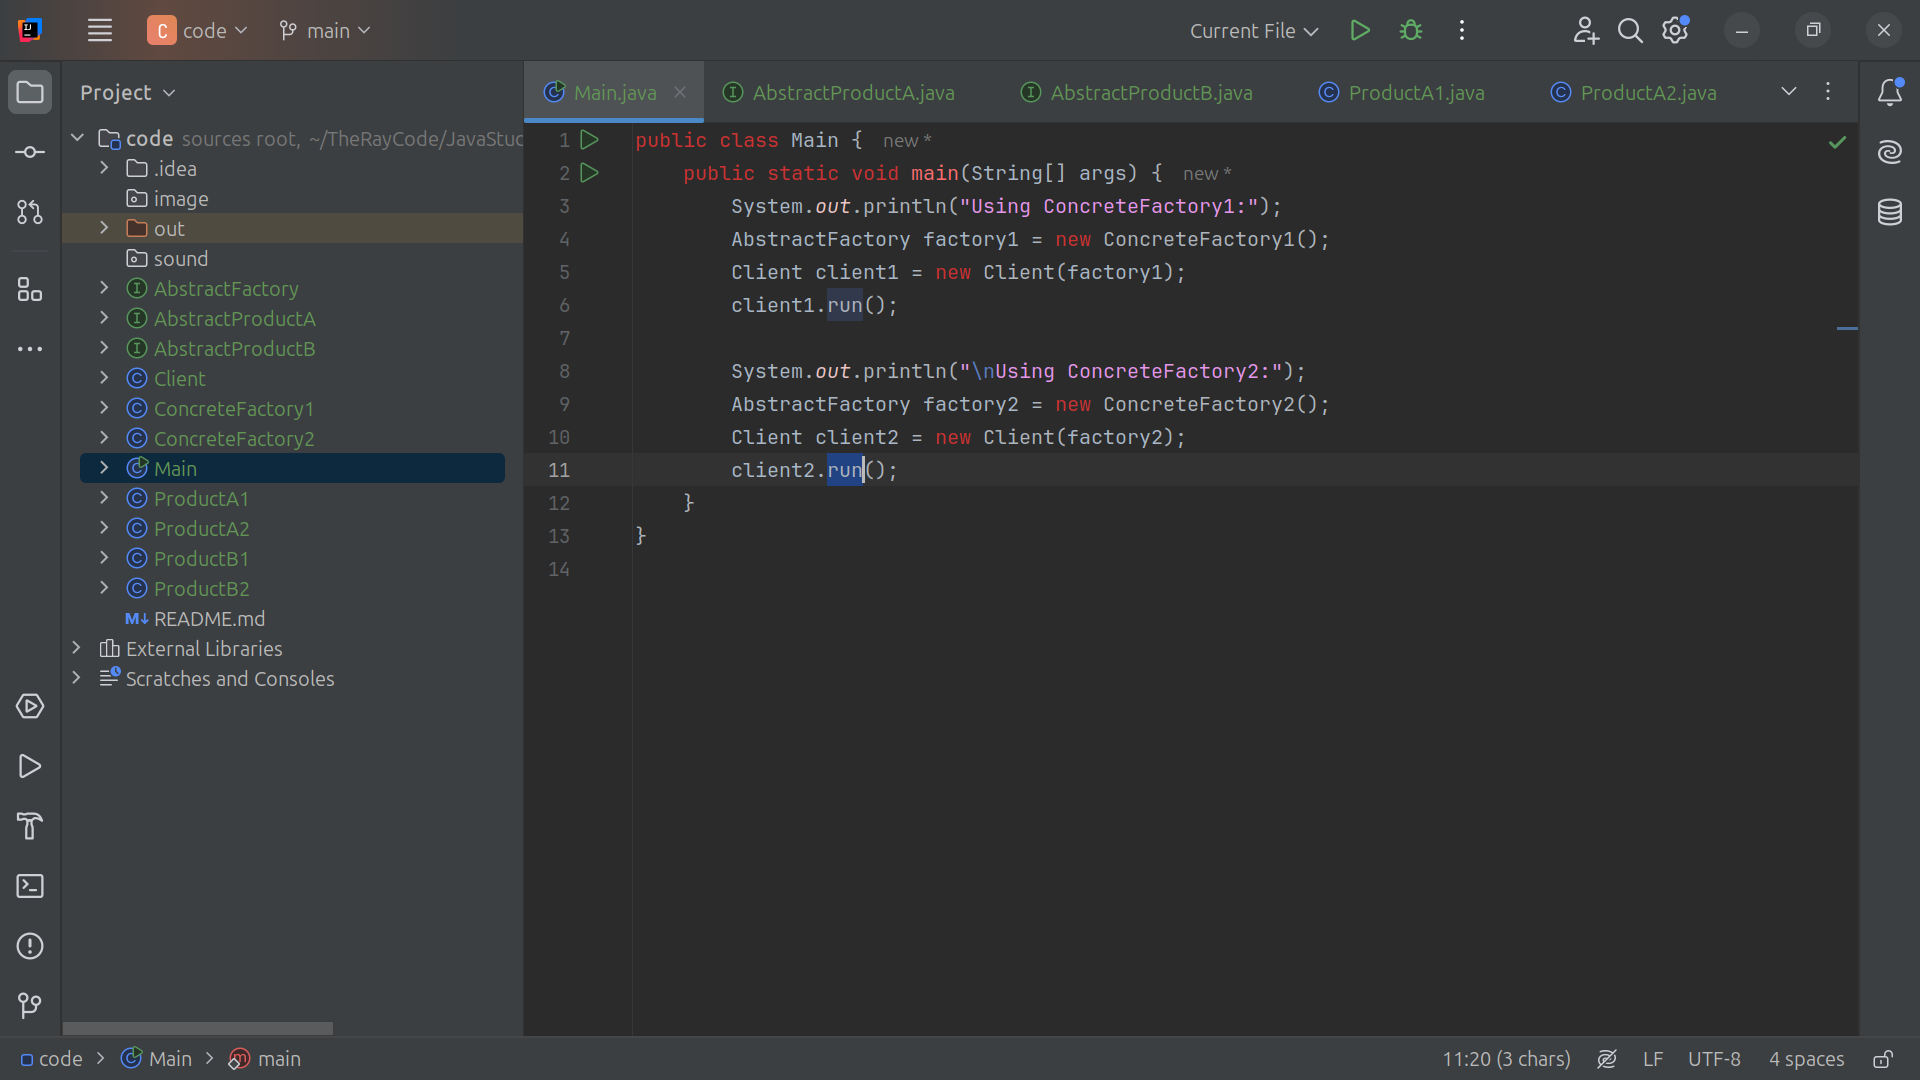 C code main Current File
Project
Main.java AbstractProductA.java AbstractProductB.java ProductA1.java ProductA2.java
code sources root, ~/TheRayCode/JavaStud
.idea
image
out
sound
AbstractFactory
AbstractProductA
AbstractProductB
Client
ConcreteFactory1
ConcreteFactory2
Main
ProductA1
ProductA2
ProductB1
ProductB2
README.md
External Libraries
Scratches and Consoles
1 public class Main { new *
2     public static void main(String[] args) { new *
3         System.out.println("Using ConcreteFactory1:");
4         AbstractFactory factory1 = new ConcreteFactory1();
5         Client client1 = new Client(factory1);
6         client1.run();
7
8         System.out.println("\nUsing ConcreteFactory2:");
9         AbstractFactory factory2 = new ConcreteFactory2();
10         Client client2 = new Client(factory2);
11         client2.run();
12     }
13 }
14
code Main main 11:20 (3 chars) LF UTF-8 4 spaces